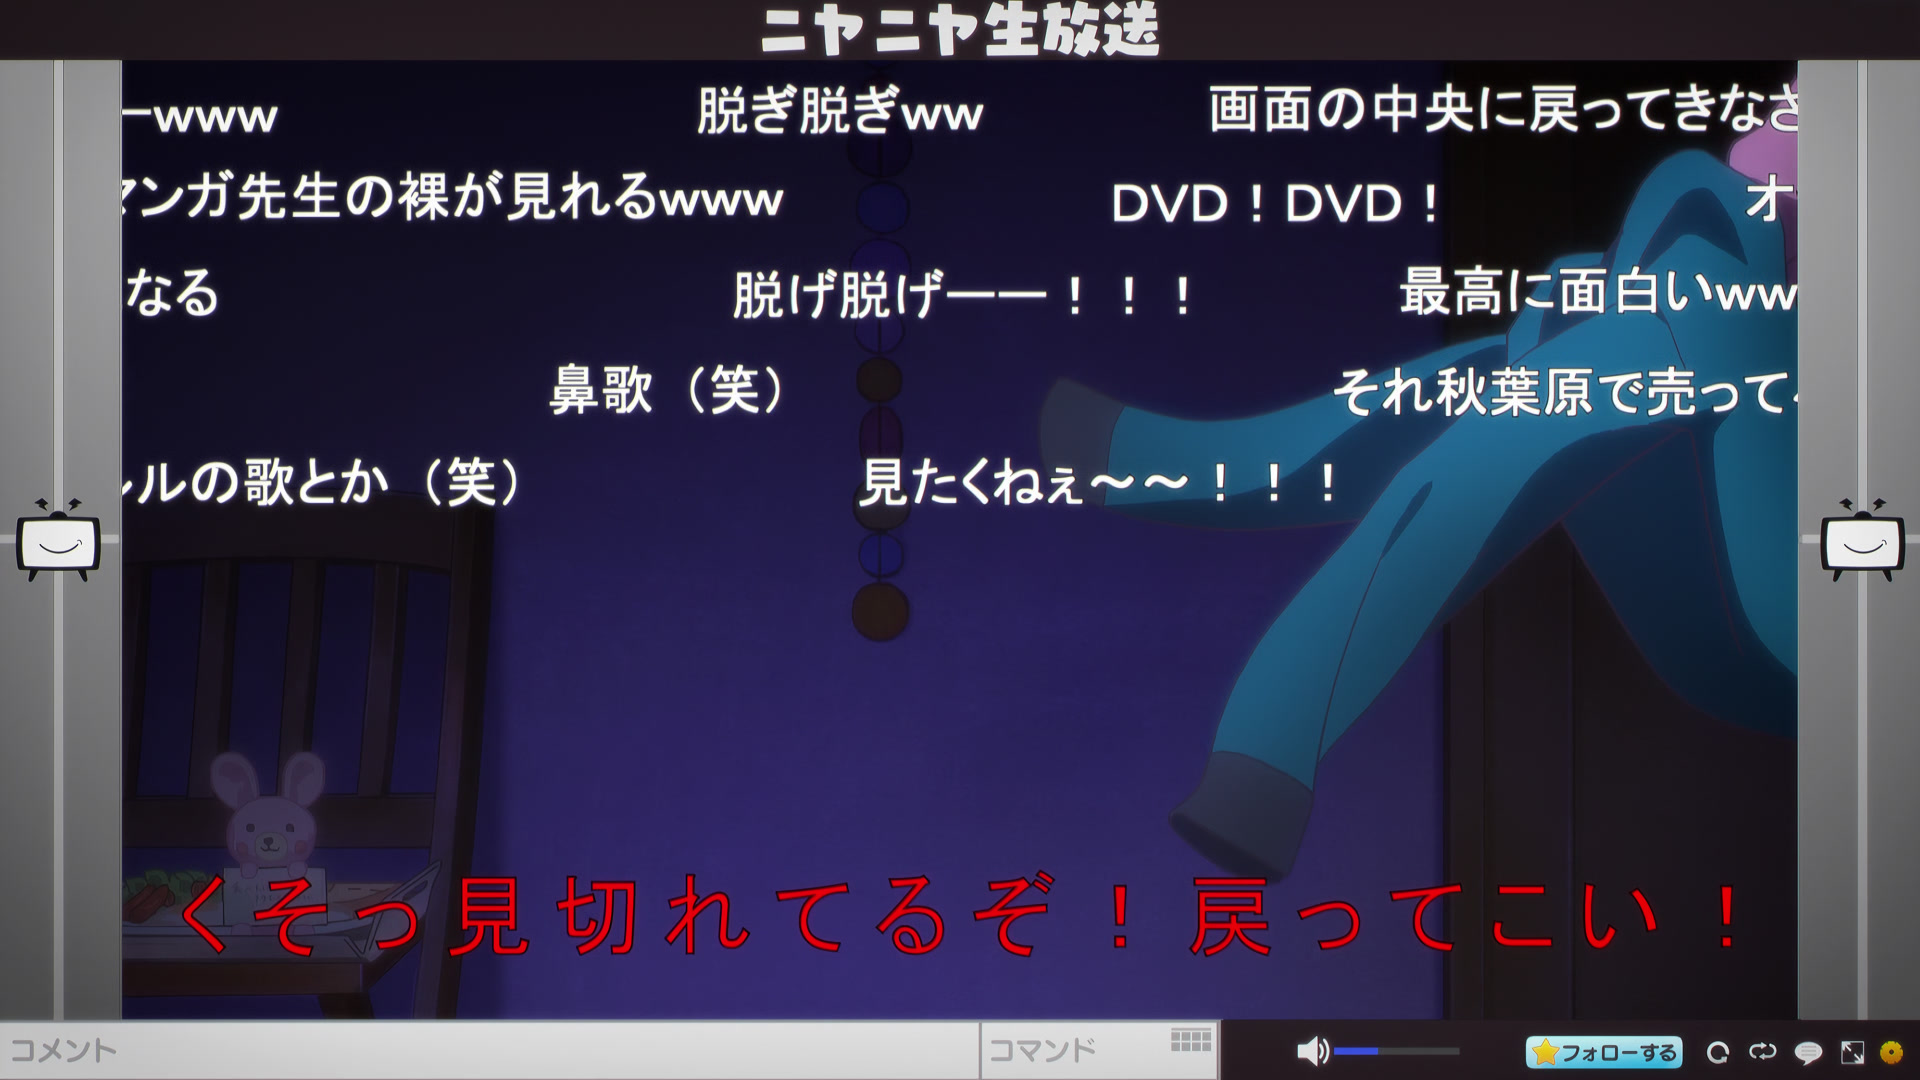 ニヤニヤ生放送
ーwww 脱ぎ脱ぎww 画面の中央に戻ってきなさ
マンガ先生の裸が見れるwww DVD！DVD！ オ
なる 脱げ脱げ——！！！ 最高に面白いww
鼻歌（笑） それ秋葉原で売って
ルの歌とか（笑） 見たくねぇ～～！！！
くそっ見切れてるぞ！戻ってこい！
コメント コマンド フォローする